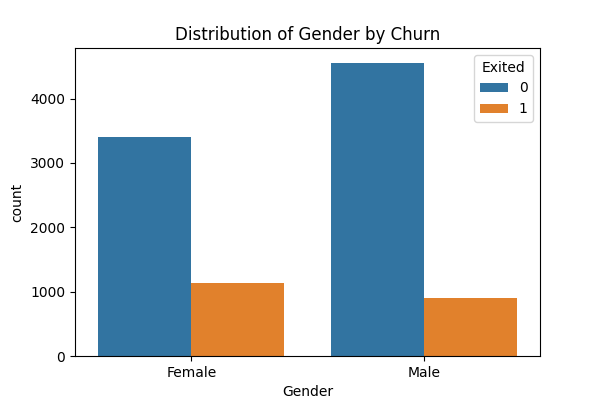 Distribution of Gender by Churn
Exited
0
1
4000
3000
2000
1000
0
count
Female
Male
Gender